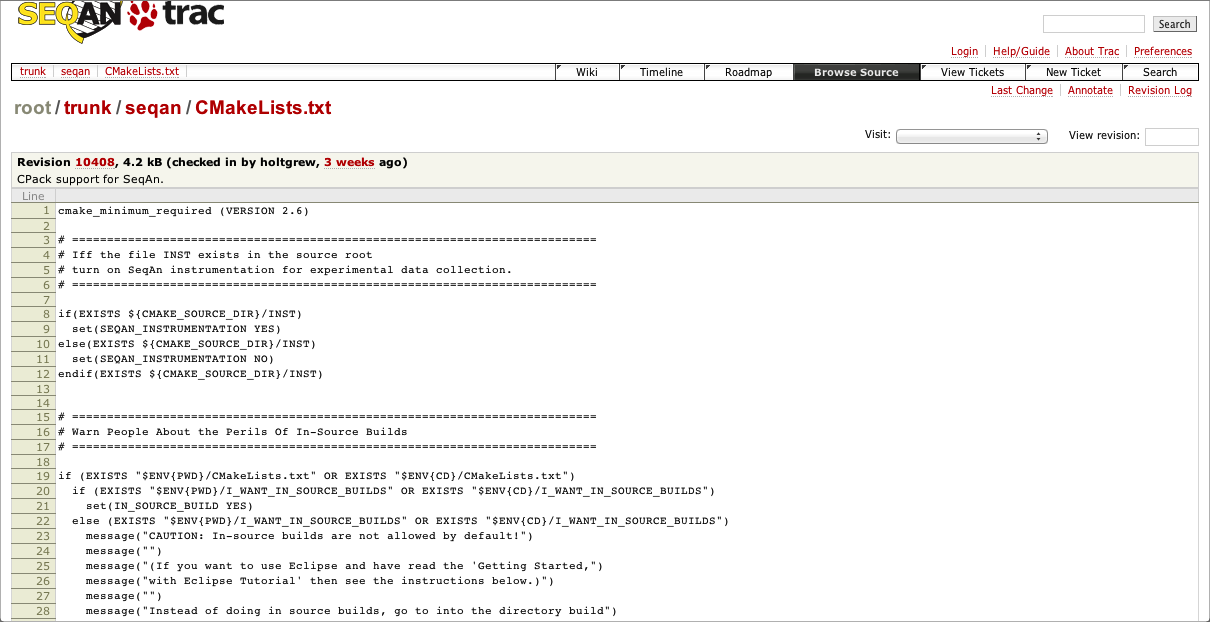 SEQAN trac
Search
Login Help/Guide About Trac Preferences
trunk seqan CMakeLists.txt Wiki Timeline Roadmap Browse Source View Tickets New Ticket Search
Last Change Annotate Revision Log
root / trunk / seqan / CMakeLists.txt
Visit: View revision:
Revision 10408, 4.2 kB (checked in by holtgrew, 3 weeks ago)
CPack support for SeqAn.
Line
1 cmake_minimum_required (VERSION 2.6)
2
3 # ===========================================================================
4 # Iff the file INST exists in the source root
5 # turn on SeqAn instrumentation for experimental data collection.
6 # ===========================================================================
7
8 if(EXISTS ${CMAKE_SOURCE_DIR}/INST)
9   set(SEQAN_INSTRUMENTATION YES)
10 else(EXISTS ${CMAKE_SOURCE_DIR}/INST)
11   set(SEQAN_INSTRUMENTATION NO)
12 endif(EXISTS ${CMAKE_SOURCE_DIR}/INST)
13
14
15 # ===========================================================================
16 # Warn People About the Perils Of In-Source Builds
17 # ===========================================================================
18
19 if (EXISTS "$ENV{PWD}/CMakeLists.txt" OR EXISTS "$ENV{CD}/CMakeLists.txt")
20   if (EXISTS "$ENV{PWD}/I_WANT_IN_SOURCE_BUILDS" OR EXISTS "$ENV{CD}/I_WANT_IN_SOURCE_BUILDS")
21     set(IN_SOURCE_BUILD YES)
22   else (EXISTS "$ENV{PWD}/I_WANT_IN_SOURCE_BUILDS" OR EXISTS "$ENV{CD}/I_WANT_IN_SOURCE_BUILDS")
23     message("CAUTION: In-source builds are not allowed by default!")
24     message("")
25     message("(If you want to use Eclipse and have read the 'Getting Started,")
26     message("with Eclipse Tutorial' then see the instructions below.)")
27     message("")
28     message("Instead of doing in source builds, go to into the directory build")